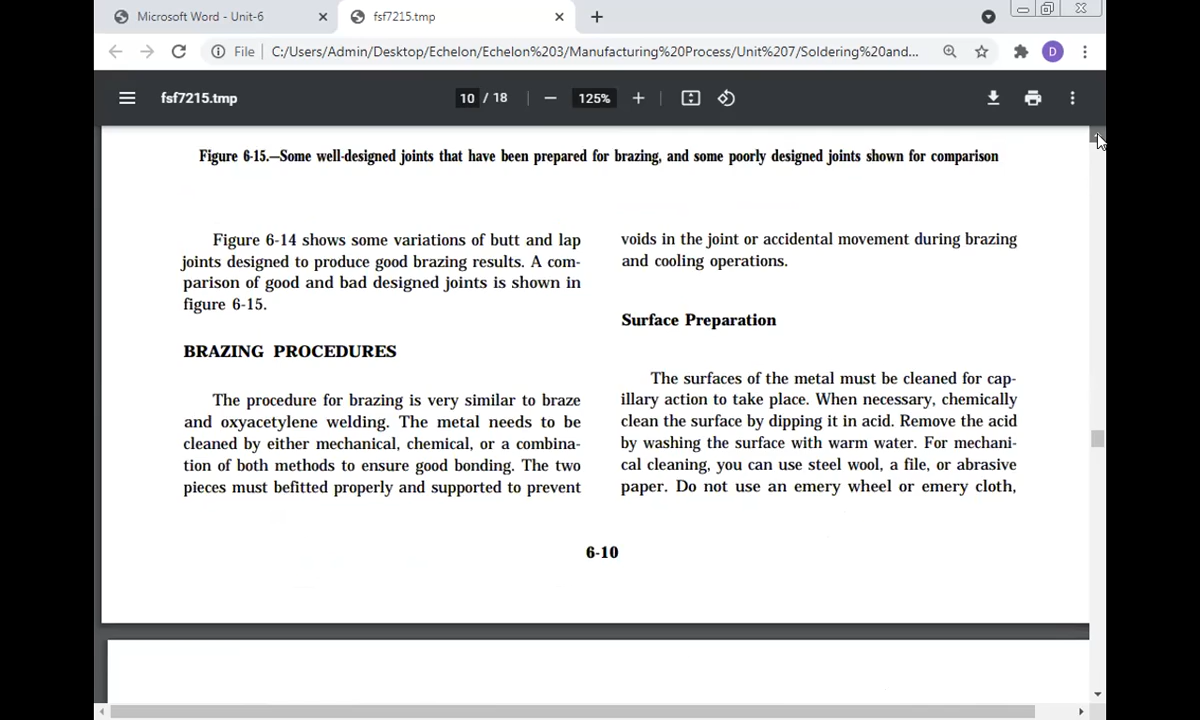 Microsoft Word - Unit-6
fsf7215.tmp
File
C:/Users/Admin/Desktop/Echelon/Echelon%203/Manufacturing%20Process/Unit%207/Soldering%20and...
D
fsf7215.tmp
10 / 18
125%
Figure 6-15.—Some well-designed joints that have been prepared for brazing, and some poorly designed joints shown for comparison
Figure 6-14 shows some variations of butt and lap
joints designed to produce good brazing results. A com-
parison of good and bad designed joints is shown in
figure 6-15.
BRAZING PROCEDURES
The procedure for brazing is very similar to braze
and oxyacetylene welding. The metal needs to be
cleaned by either mechanical, chemical, or a combina-
tion of both methods to ensure good bonding. The two
pieces must befitted properly and supported to prevent
voids in the joint or accidental movement during brazing
and cooling operations.
Surface Preparation
The surfaces of the metal must be cleaned for cap-
illary action to take place. When necessary, chemically
clean the surface by dipping it in acid. Remove the acid
by washing the surface with warm water. For mechani-
cal cleaning, you can use steel wool, a file, or abrasive
paper. Do not use an emery wheel or emery cloth,
6-10